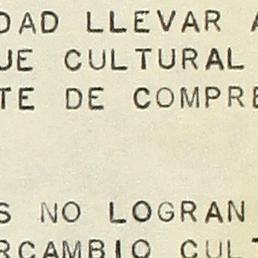 DAD LLEVAR A
UE CULTURAL
TE DE COMPRE
S NO LOGRAN
RCAMBIO CULT